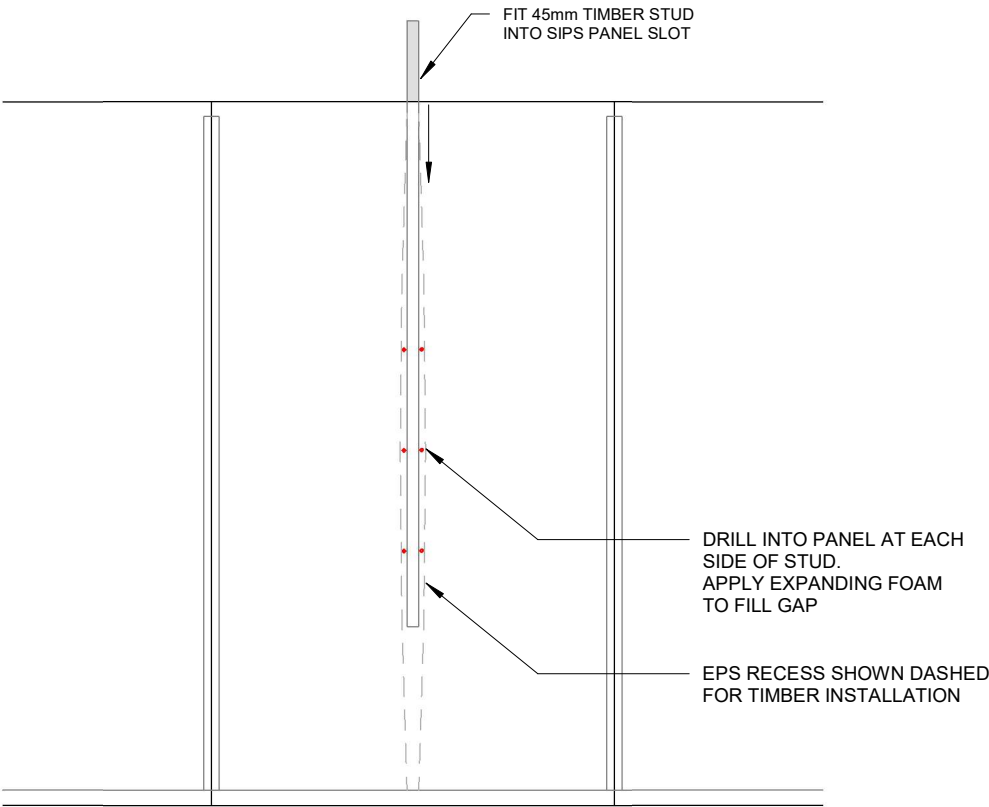 FIT 45mm TIMBER STUD
INTO SIPS PANEL SLOT
DRILL INTO PANEL AT EACH
SIDE OF STUD.
APPLY EXPANDING FOAM
TO FILL GAP
EPS RECESS SHOWN DASHED
FOR TIMBER INSTALLATION